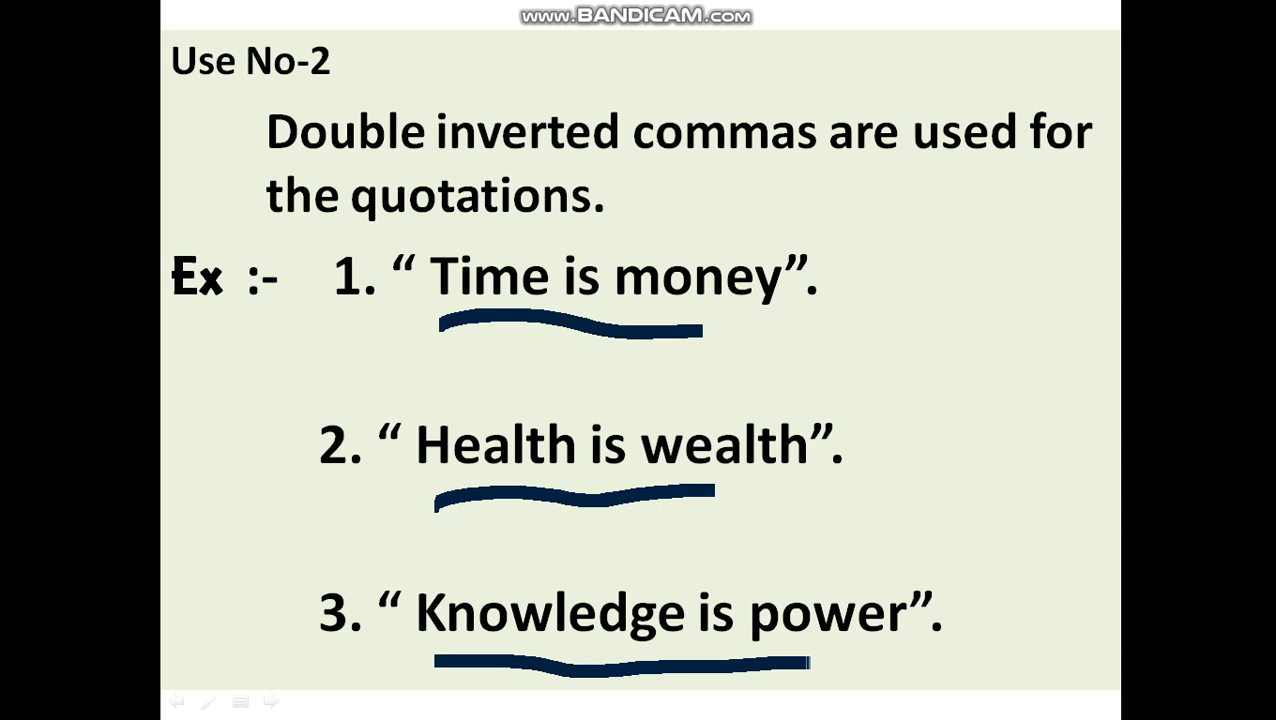 www.BANDICAM.com
Use No-2
Double inverted commas are used for
the quotations.
Ex :- 1. “ Time is money”.
2. “ Health is wealth”.
3. “ Knowledge is power”.